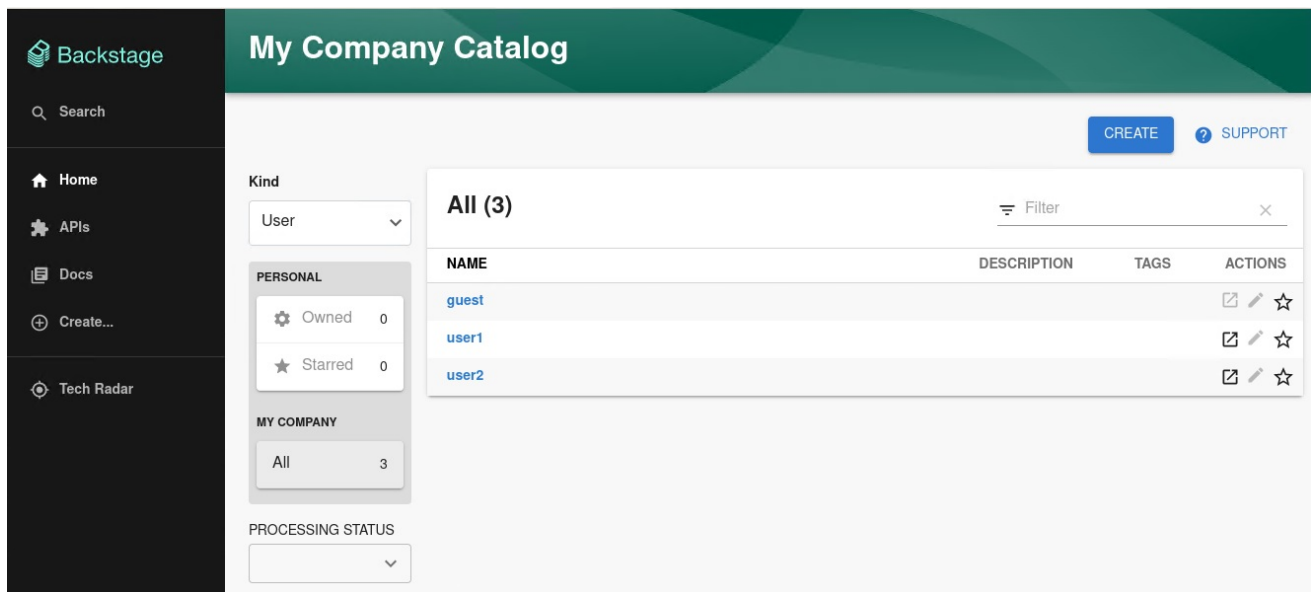 Backstage
Search
Home
APIs
Docs
Create...
Tech Radar
My Company Catalog
CREATE
SUPPORT
Kind
User
PERSONAL
Owned 0
Starred 0
MY COMPANY
All 3
PROCESSING STATUS
All (3)
Filter
NAME DESCRIPTION TAGS ACTIONS
guest
user1
user2